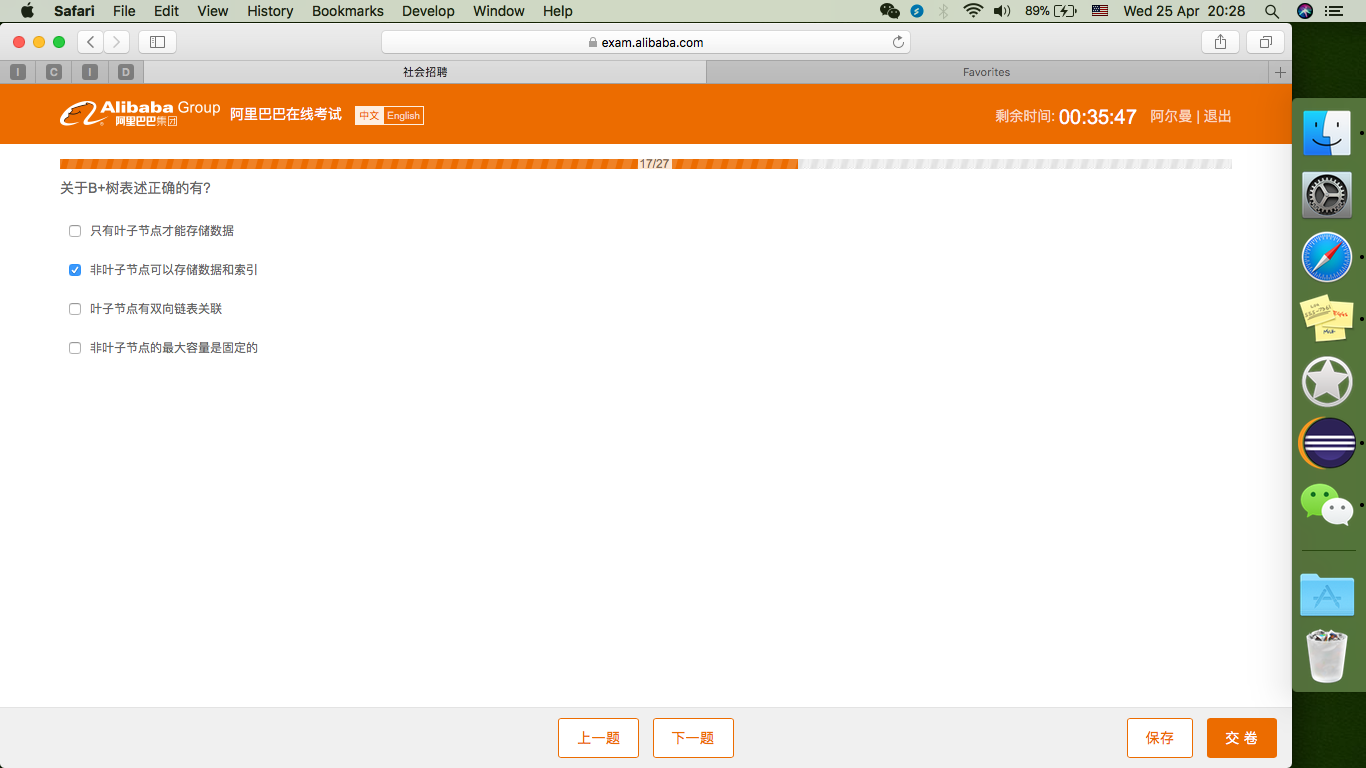 Safari File Edit View History Bookmarks Develop Window Help 89% Wed 25 Apr 20:28
exam.alibaba.com
I C I D 社会招聘 Favorites
Alibaba Group 阿里巴巴集团 阿里巴巴在线考试 中文 English 剩余时间: 00:35:47 阿尔曼 | 退出
17/27
关于B+树表述正确的有?
只有叶子节点才能存储数据
非叶子节点可以存储数据和索引
叶子节点有双向链表关联
非叶子节点的最大容量是固定的
上一题 下一题 保存 交 卷